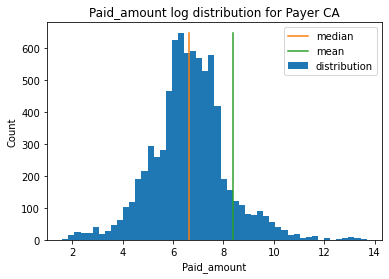 Paid_amount log distribution for Payer CA
median
mean
distribution
Count
600
500
400
300
200
100
0
2
4
6
8
10
12
14
Paid_amount